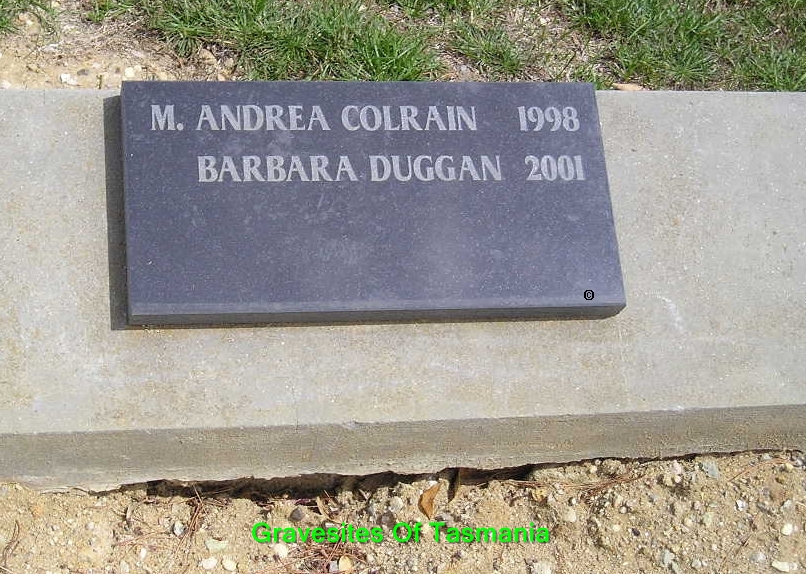 M. ANDREA COLRAIN 1998
BARBARA DUGGAN 2001
©
Gravesites Of Tasmania